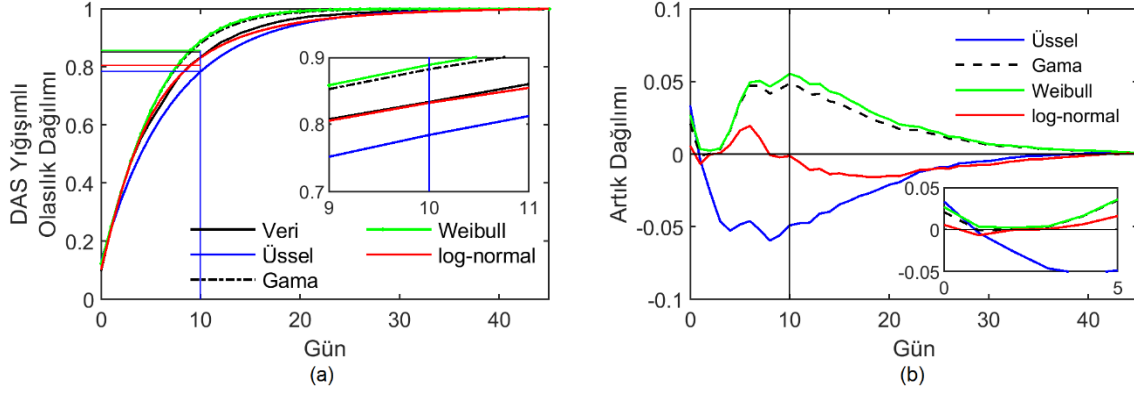 DAS Yığışımlı
Olasılık Dağılımı
1
0.8
0.6
0.4
0.2
0
0.9
0.8
0.7
9
10
11
Veri
Üssel
Gama
Weibull
log-normal
0
10
20
30
40
Gün
(a)
Artık Dağılımı
0.1
0.05
0
-0.05
-0.1
Üssel
Gama
Weibull
log-normal
0.05
0
-0.05
0
5
0
10
20
30
40
Gün
(b)